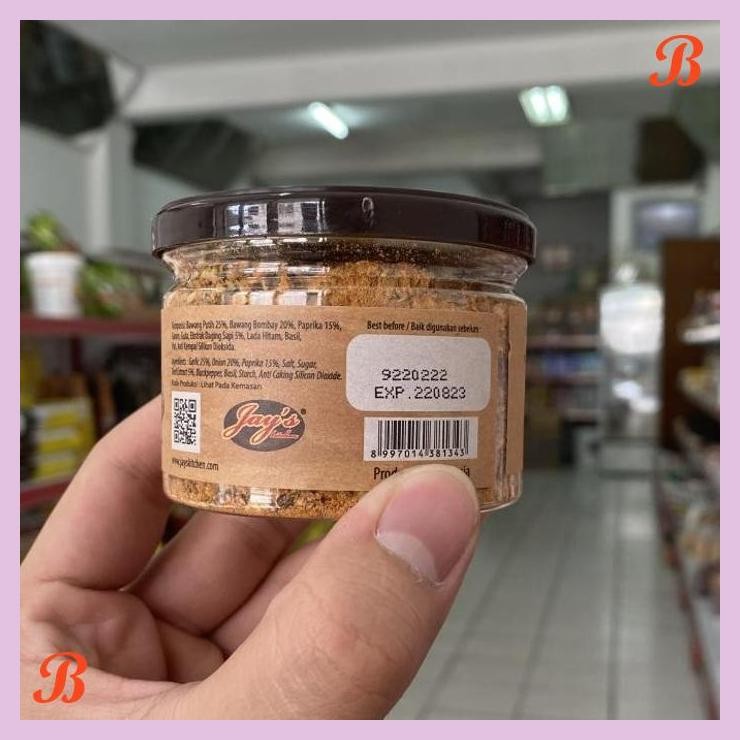 B
Komposisi: Bawang Putih 25%, Bawang Bombay 20%, Paprika 15%,
Garam, Gula, Ekstrak Daging Sapi 5%, Lada Hitam, Basil,
Pati, Anti Kempal Silikon Dioksida.
Ingredients: Garlic 25%, Onion 20%, Paprika 15%, Salt, Sugar,
Beef Extract 5%, Blackpepper, Basil, Starch, Anti Caking Silicon Dioxide.
Kode Produksi : Lihat Pada Kemasan
Jay's
®
www.jayskitchen.com
Best before / Baik digunakan sebelum:
9220222
EXP.220823
8 997014 381343
B